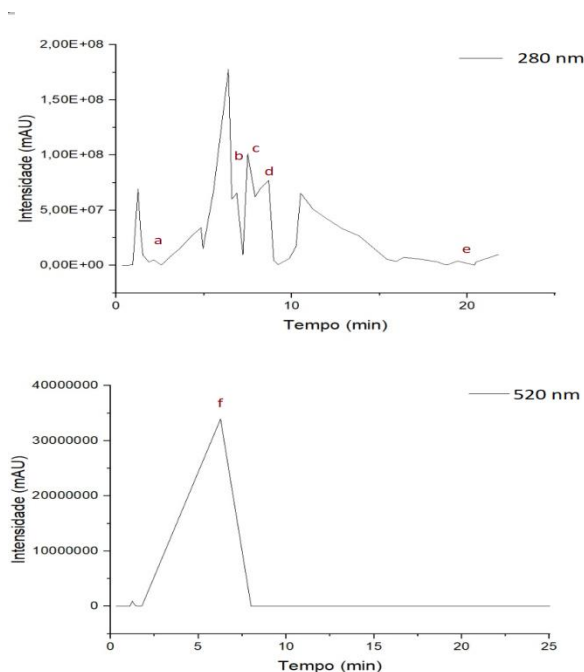 2,00E+08
280 nm
1,50E+08
1,00E+08
b
c
d
5,00E+07
a
e
0,00E+00
0
10
20
Tempo (min)
Intensidade (mAU)
40000000
520 nm
f
30000000
20000000
10000000
0
0
5
10
15
20
25
Tempo (min)
Intensidade (mAU)